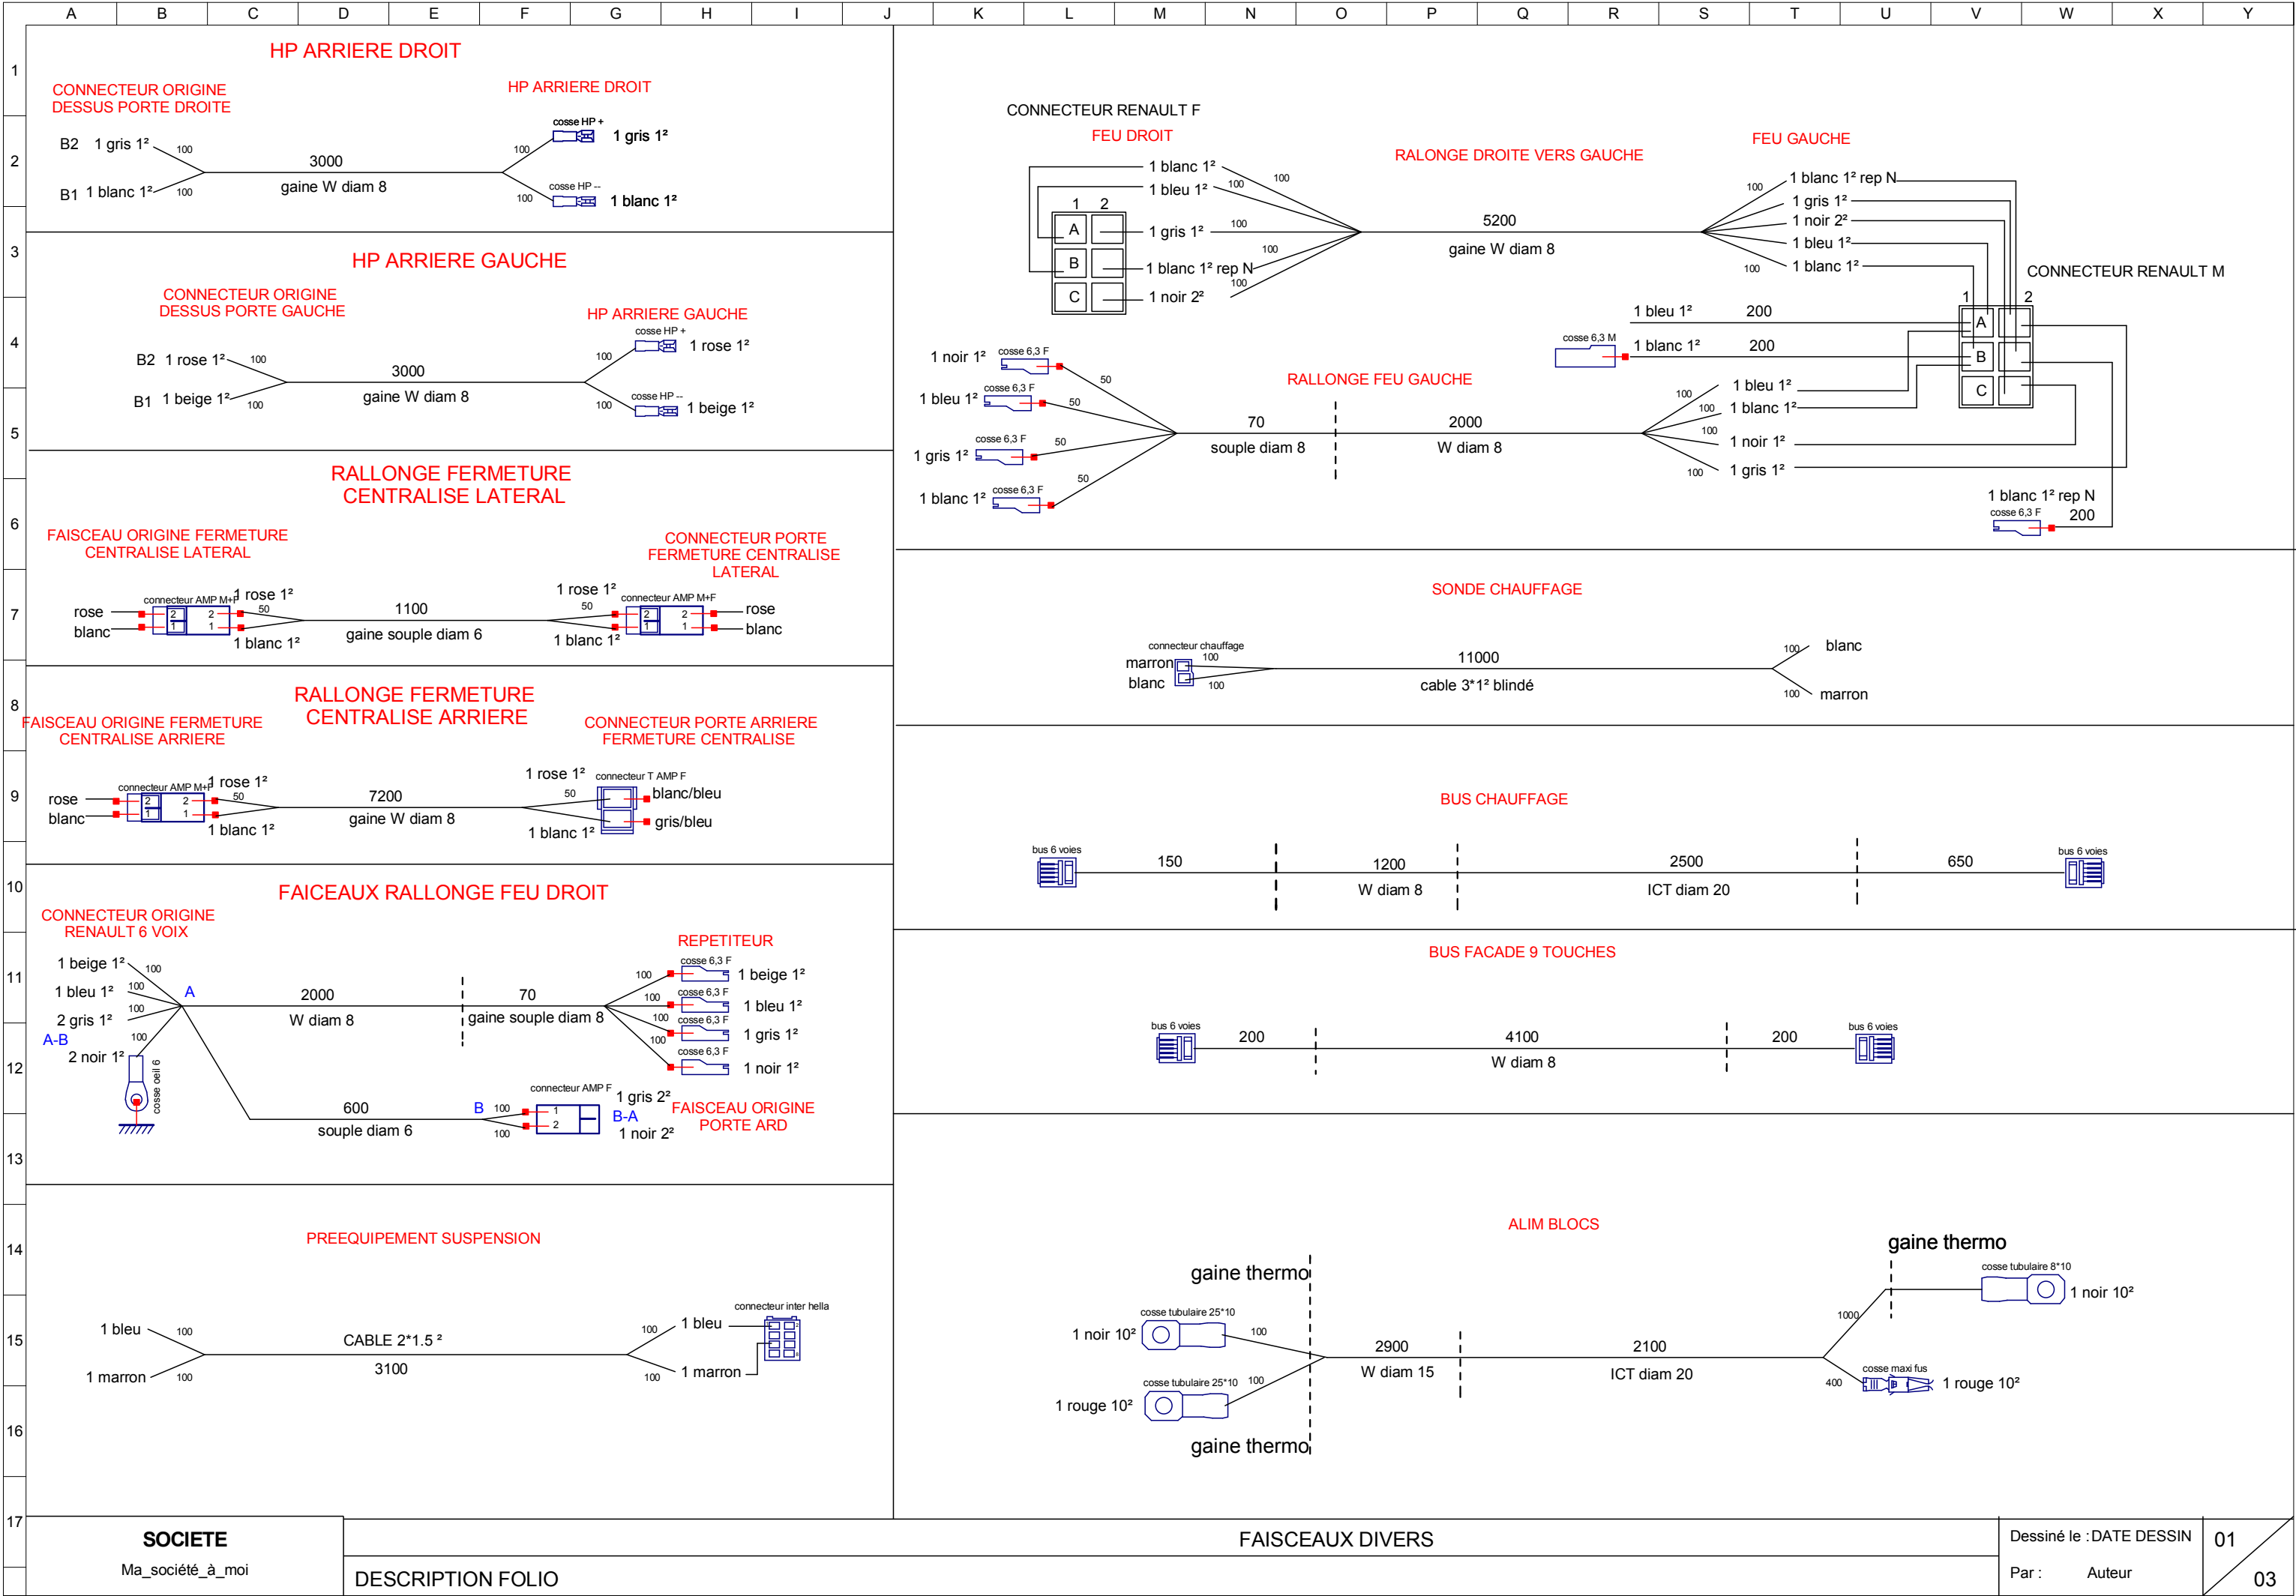 A B C D E F G H I J K L M N O P Q R S T U V W X Y
1
2
3
4
5
6
7
8
9
10
11
12
13
14
15
16
17
HP ARRIERE DROIT
CONNECTEUR ORIGINE
DESSUS PORTE DROITE
HP ARRIERE DROIT
B2 1 gris 1²
100
3000
gaine W diam 8
B1 1 blanc 1²
100
100
cosse HP +
1 gris 1²
100
cosse HP --
1 blanc 1²
HP ARRIERE GAUCHE
CONNECTEUR ORIGINE
DESSUS PORTE GAUCHE
HP ARRIERE GAUCHE
B2 1 rose 1²
100
3000
gaine W diam 8
B1 1 beige 1²
100
100
cosse HP +
1 rose 1²
100
cosse HP --
1 beige 1²
RALLONGE FERMETURE
CENTRALISE LATERAL
FAISCEAU ORIGINE FERMETURE
CENTRALISE LATERAL
CONNECTEUR PORTE
FERMETURE CENTRALISE
LATERAL
rose
blanc
connecteur AMP M+F
2 2
1 1
1 rose 1²
50
1 blanc 1²
1100
gaine souple diam 6
1 rose 1²
50
1 blanc 1²
connecteur AMP M+F
2 2
1 1
rose
blanc
RALLONGE FERMETURE
CENTRALISE ARRIERE
FAISCEAU ORIGINE FERMETURE
CENTRALISE ARRIERE
CONNECTEUR PORTE ARRIERE
FERMETURE CENTRALISE
rose
blanc
connecteur AMP M+F
2 2
1 1
1 rose 1²
50
1 blanc 1²
7200
gaine W diam 8
1 rose 1²
50
1 blanc 1²
connecteur T AMP F
blanc/bleu
gris/bleu
FAICEAUX RALLONGE FEU DROIT
CONNECTEUR ORIGINE
RENAULT 6 VOIX
REPETITEUR
1 beige 1²
100
1 bleu 1²
100
2 gris 1²
100
A-B
2 noir 1²
100
cosse oeil 6
A
2000
W diam 8
70
gaine souple diam 8
100
cosse 6,3 F
1 beige 1²
100
cosse 6,3 F
1 bleu 1²
100
cosse 6,3 F
1 gris 1²
100
cosse 6,3 F
1 noir 1²
600
souple diam 6
B
100
100
connecteur AMP F
1
2
1 gris 2²
B-A
1 noir 2²
FAISCEAU ORIGINE
PORTE ARD
PREEQUIPEMENT SUSPENSION
1 bleu
100
1 marron
100
CABLE 2*1.5 ²
3100
100
1 bleu
100
1 marron
connecteur inter hella
CONNECTEUR RENAULT F
FEU DROIT
RALONGE DROITE VERS GAUCHE
FEU GAUCHE
1 2
A
B
C
1 blanc 1²
100
1 bleu 1²
100
1 gris 1²
100
1 blanc 1² rep N
100
1 noir 2²
100
5200
gaine W diam 8
100
1 blanc 1² rep N
1 gris 1²
1 noir 2²
1 bleu 1²
100
1 blanc 1²
CONNECTEUR RENAULT M
1 2
A
B
C
1 bleu 1² 200
cosse 6,3 M
1 blanc 1² 200
RALLONGE FEU GAUCHE
1 noir 1²
cosse 6,3 F
50
1 bleu 1²
cosse 6,3 F
50
1 gris 1²
cosse 6,3 F
50
1 blanc 1²
cosse 6,3 F
50
70
souple diam 8
2000
W diam 8
100
1 bleu 1²
100
1 blanc 1²
100
1 noir 1²
100
1 gris 1²
1 blanc 1² rep N
cosse 6,3 F
200
SONDE CHAUFFAGE
connecteur chauffage
marron
100
blanc
100
11000
cable 3*1² blindé
100
blanc
100
marron
BUS CHAUFFAGE
bus 6 voies
150
1200
W diam 8
2500
ICT diam 20
650
bus 6 voies
BUS FACADE 9 TOUCHES
bus 6 voies
200
4100
W diam 8
200
bus 6 voies
ALIM BLOCS
gaine thermo
cosse tubulaire 25*10
1 noir 10²
100
cosse tubulaire 25*10
1 rouge 10²
100
gaine thermo
2900
W diam 15
2100
ICT diam 20
gaine thermo
1000
cosse tubulaire 8*10
1 noir 10²
400
cosse maxi fus
1 rouge 10²
SOCIETE
Ma_société_à_moi
FAISCEAUX DIVERS
DESCRIPTION FOLIO
Dessiné le : DATE DESSIN
Par : Auteur
01
03